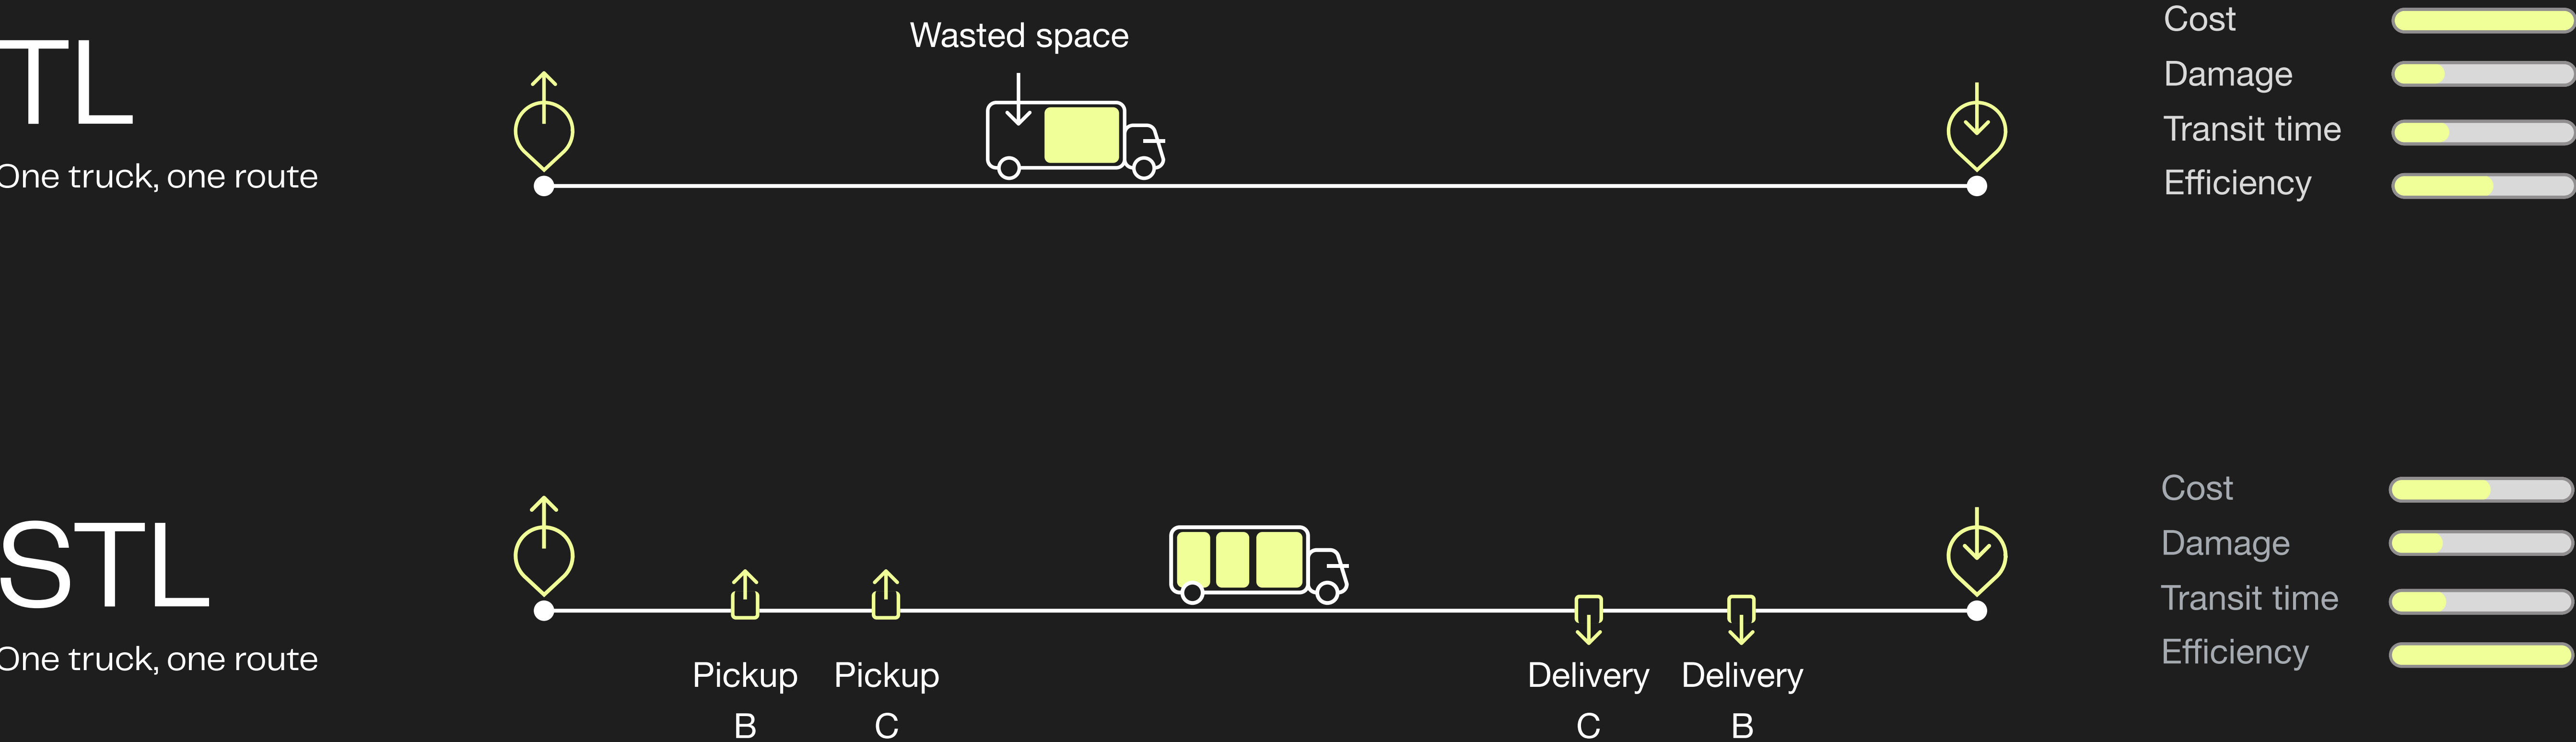 TL
One truck, one route
Wasted space
Cost
Damage
Transit time
Efficiency
STL
One truck, one route
Pickup B
Pickup C
Delivery C
Delivery B
Cost
Damage
Transit time
Efficiency